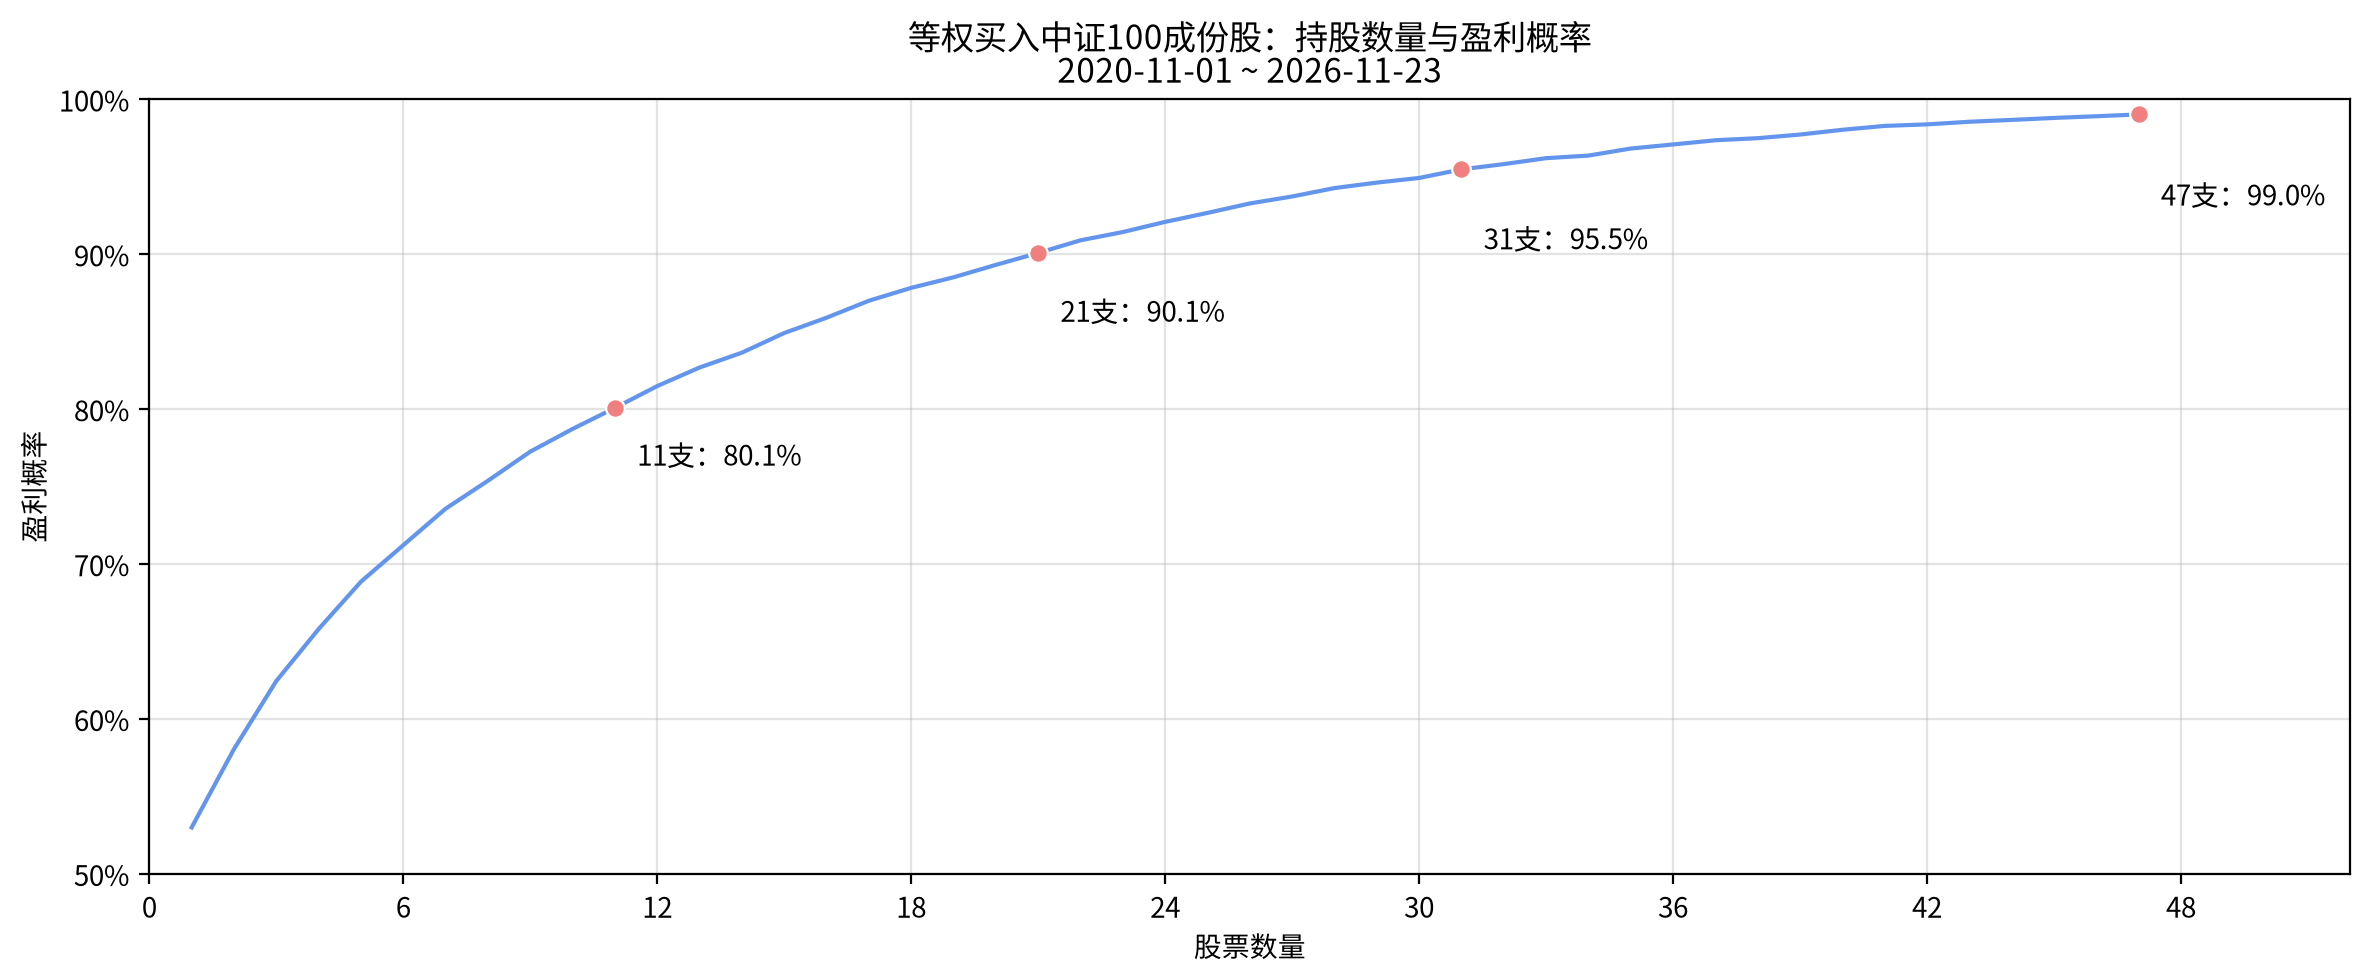 等权买入中证100成份股：持股数量与盈利概率
2020-11-01 ~ 2026-11-23
盈利概率
100%
90%
80%
70%
60%
50%
47支：99.0%
31支：95.5%
21支：90.1%
11支：80.1%
0 6 12 18 24 30 36 42 48
股票数量